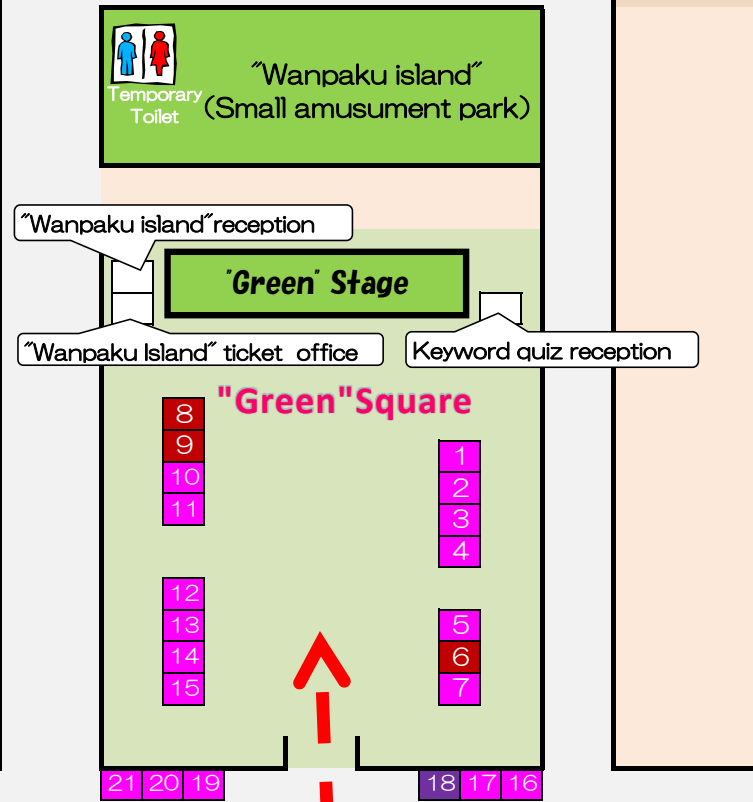 "Wanpaku island"
(Small amusument park)
Temporary
Toilet
"Wanpaku island"reception
"Green" Stage
"Wanpaku Island" ticket office
Keyword quiz reception
"Green"Square
8
9
10
11
1
2
3
4
12
13
14
15
5
6
7
21 20 19
18 17 16